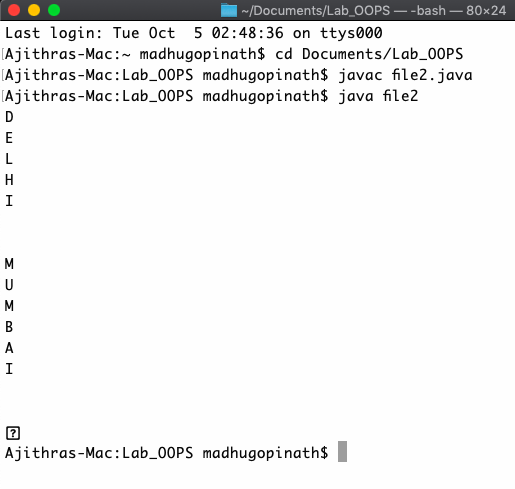 ~/Documents/Lab_OOPS — -bash — 80×24
Last login: Tue Oct  5 02:48:36 on ttys000
[Ajithras-Mac:~ madhugopinath$ cd Documents/Lab_OOPS
[Ajithras-Mac:Lab_OOPS madhugopinath$ javac file2.java
[Ajithras-Mac:Lab_OOPS madhugopinath$ java file2
D
E
L
H
I
M
U
M
B
A
I
?
Ajithras-Mac:Lab_OOPS madhugopinath$